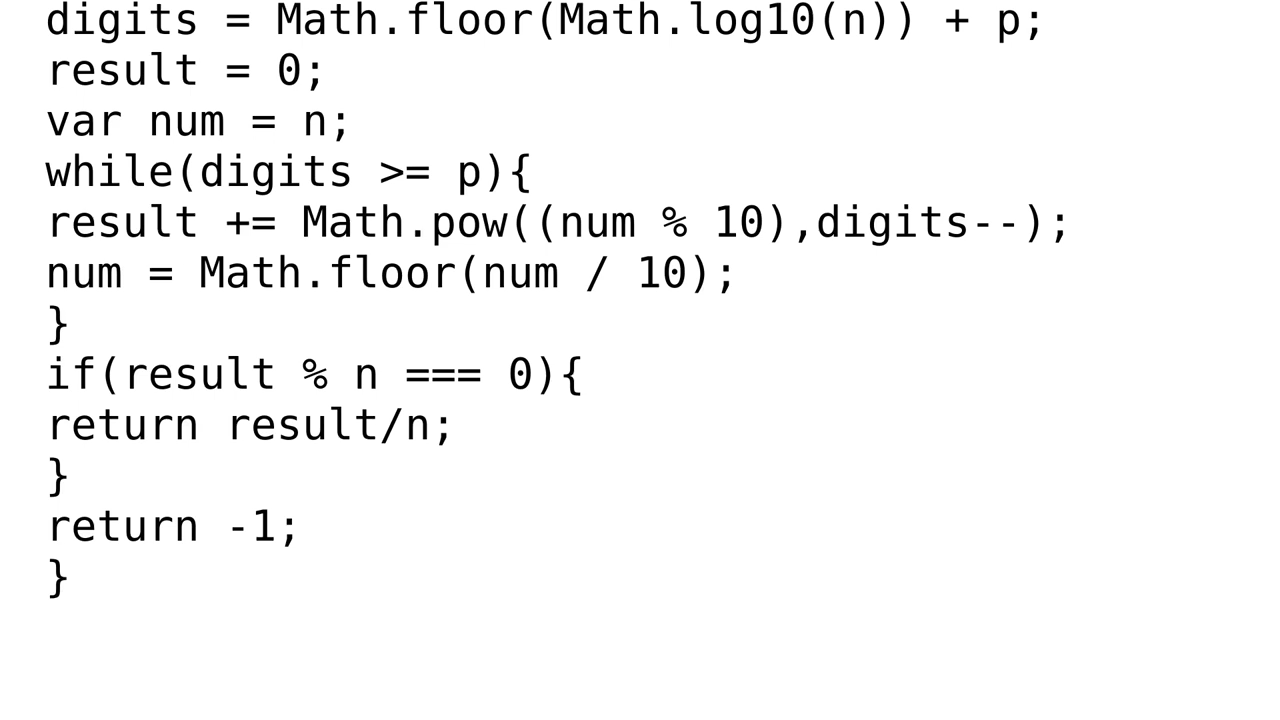 digits = Math.floor(Math.log10(n)) + p;
result = 0;
var num = n;
while(digits >= p){
result += Math.pow((num % 10),digits--);
num = Math.floor(num / 10);
}
if(result % n === 0){
return result/n;
}
return -1;
}